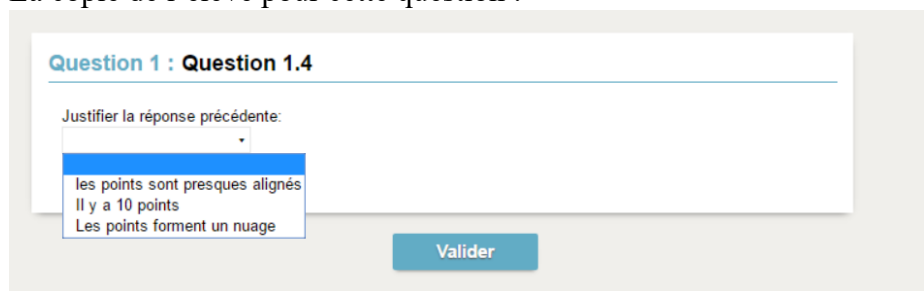 La copie de l'élève pour cette question :
Question 1 : Question 1.4
Justifier la réponse précédente:
les points sont presques alignés
Il y a 10 points
Les points forment un nuage
Valider